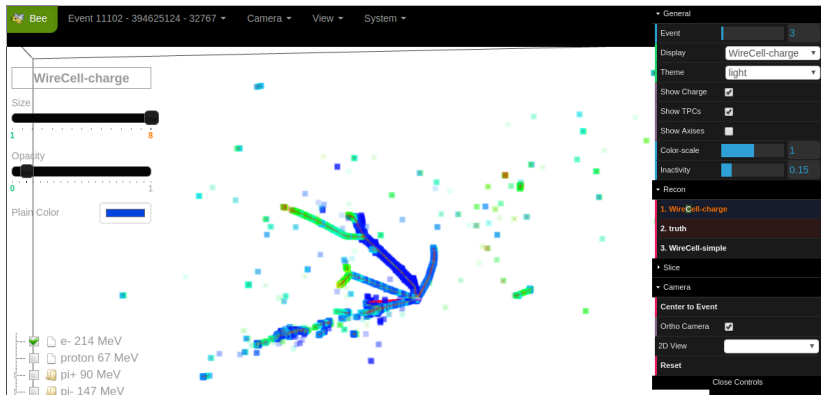 Bee Event 11102 - 394625124 - 32767 Camera View System
WireCell-charge
Size
1 8
Opacity
0 1
Plain Color
e- 214 MeV
proton 67 MeV
pi+ 90 MeV
pi- 147 MeV
General
Event 3
Display WireCell-charge
Theme light
Show Charge
Show TPCs
Show Axises
Color-scale 1
Inactivity 0.15
Recon
1. WireCell-charge
2. truth
3. WireCell-simple
Slice
Camera
Center to Event
Ortho Camera
2D View
Reset
Close Controls